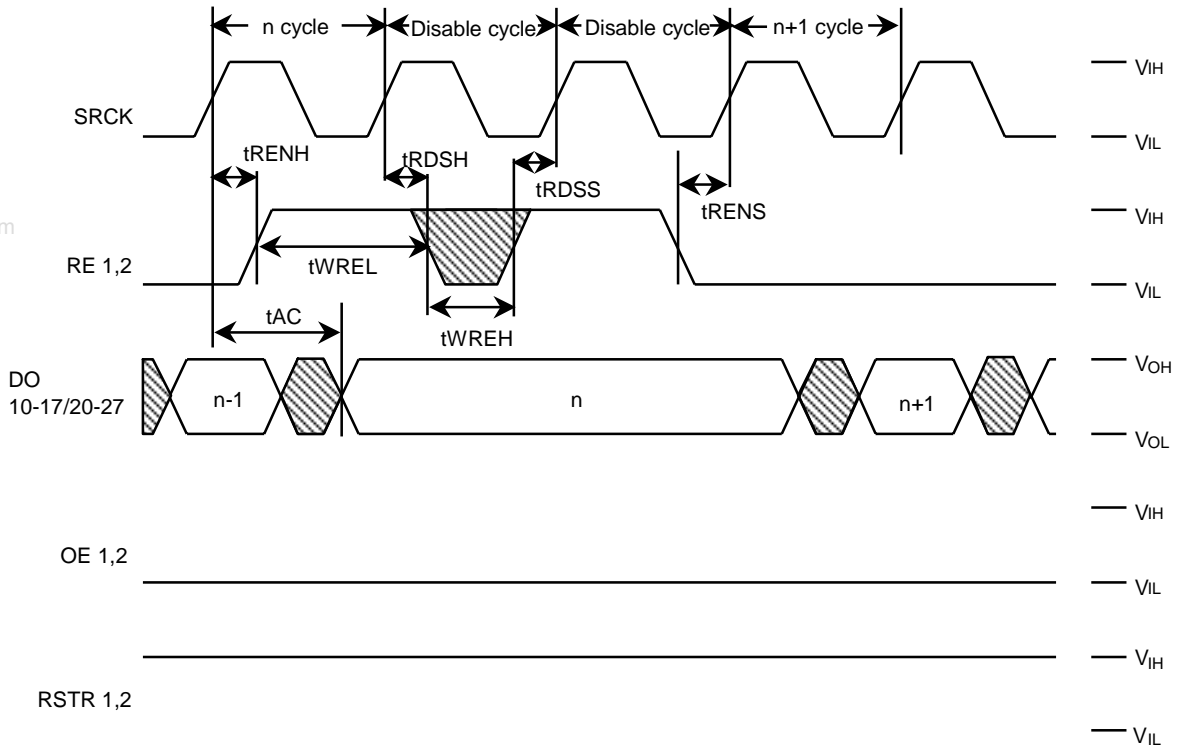 n cycle Disable cycle Disable cycle n+1 cycle
SRCK
VIH
VIL
tRENH
tRDSH
tRDSS
tRENS
m
RE 1,2
VIH
VIL
tWREL
tWREH
tAC
DO
10-17/20-27
n-1
n
n+1
VOH
VOL
OE 1,2
VIH
VIL
RSTR 1,2
VIH
VIL